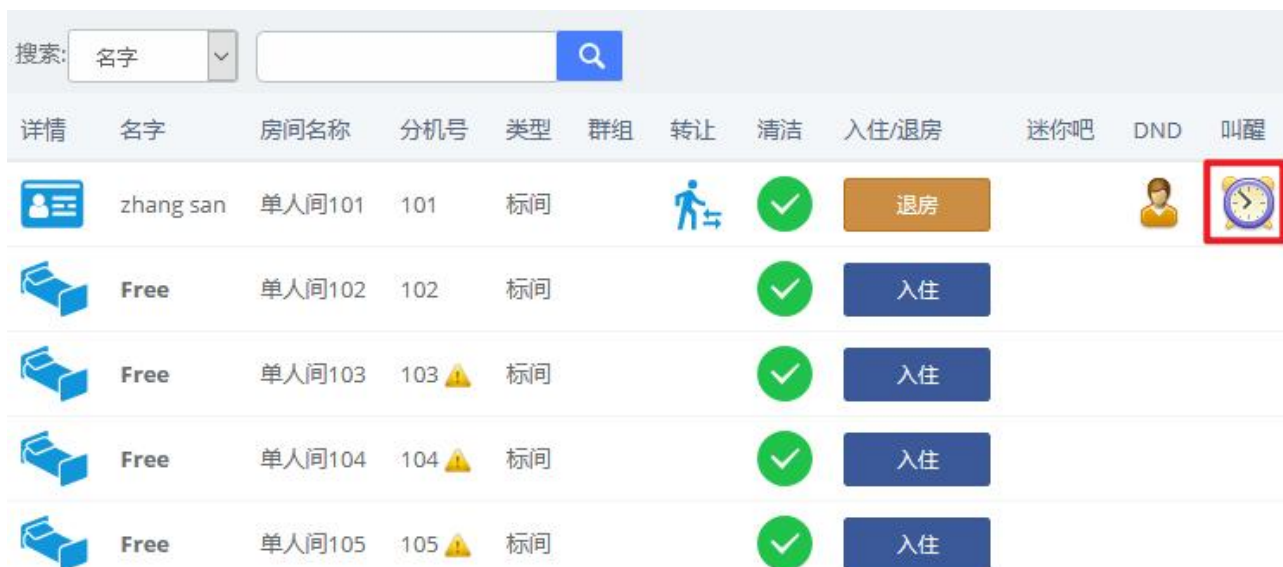 搜索: 名字
详情 名字 房间名称 分机号 类型 群组 转让 清洁 入住/退房 迷你吧 DND 叫醒
zhang san 单人间101 101 标间 退房
Free 单人间102 102 标间 入住
Free 单人间103 103 标间 入住
Free 单人间104 104 标间 入住
Free 单人间105 105 标间 入住